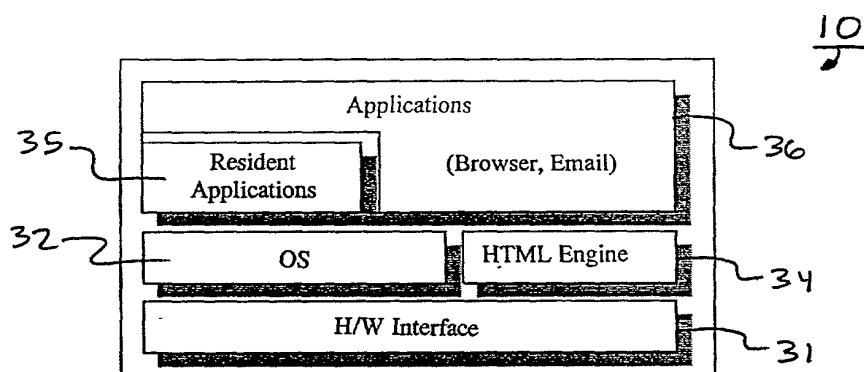 10
Applications
35
36
Resident
Applications
(Browser, Email)
32
OS
HTML Engine
34
H/W Interface
31